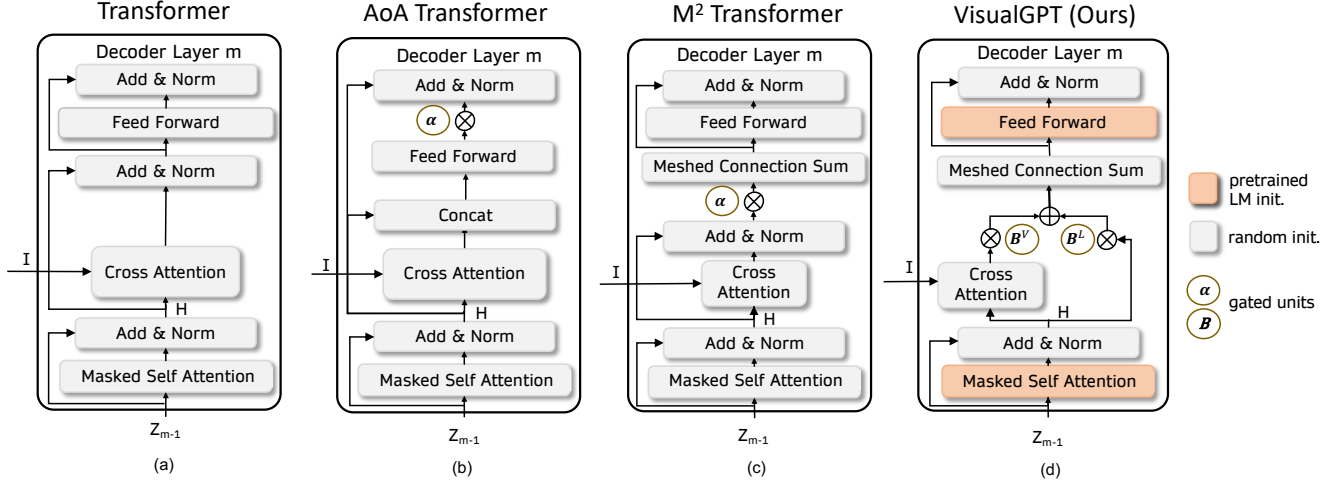 Transformer
Decoder Layer m
Add & Norm
Feed Forward
Add & Norm
I
Cross Attention
H
Add & Norm
Masked Self Attention
Z_{m-1}
(a)
AoA Transformer
Decoder Layer m
Add & Norm
α
Feed Forward
Concat
I
Cross Attention
H
Add & Norm
Masked Self Attention
Z_{m-1}
(b)
M² Transformer
Decoder Layer m
Add & Norm
Feed Forward
Meshed Connection Sum
α
Add & Norm
I
Cross
Attention
H
Add & Norm
Masked Self Attention
Z_{m-1}
(c)
VisualGPT (Ours)
Decoder Layer m
Add & Norm
Feed Forward
Meshed Connection Sum
B^V
B^L
I
Cross
Attention
H
Add & Norm
Masked Self Attention
Z_{m-1}
(d)
pretrained
LM init.
random init.
α
gated units
B